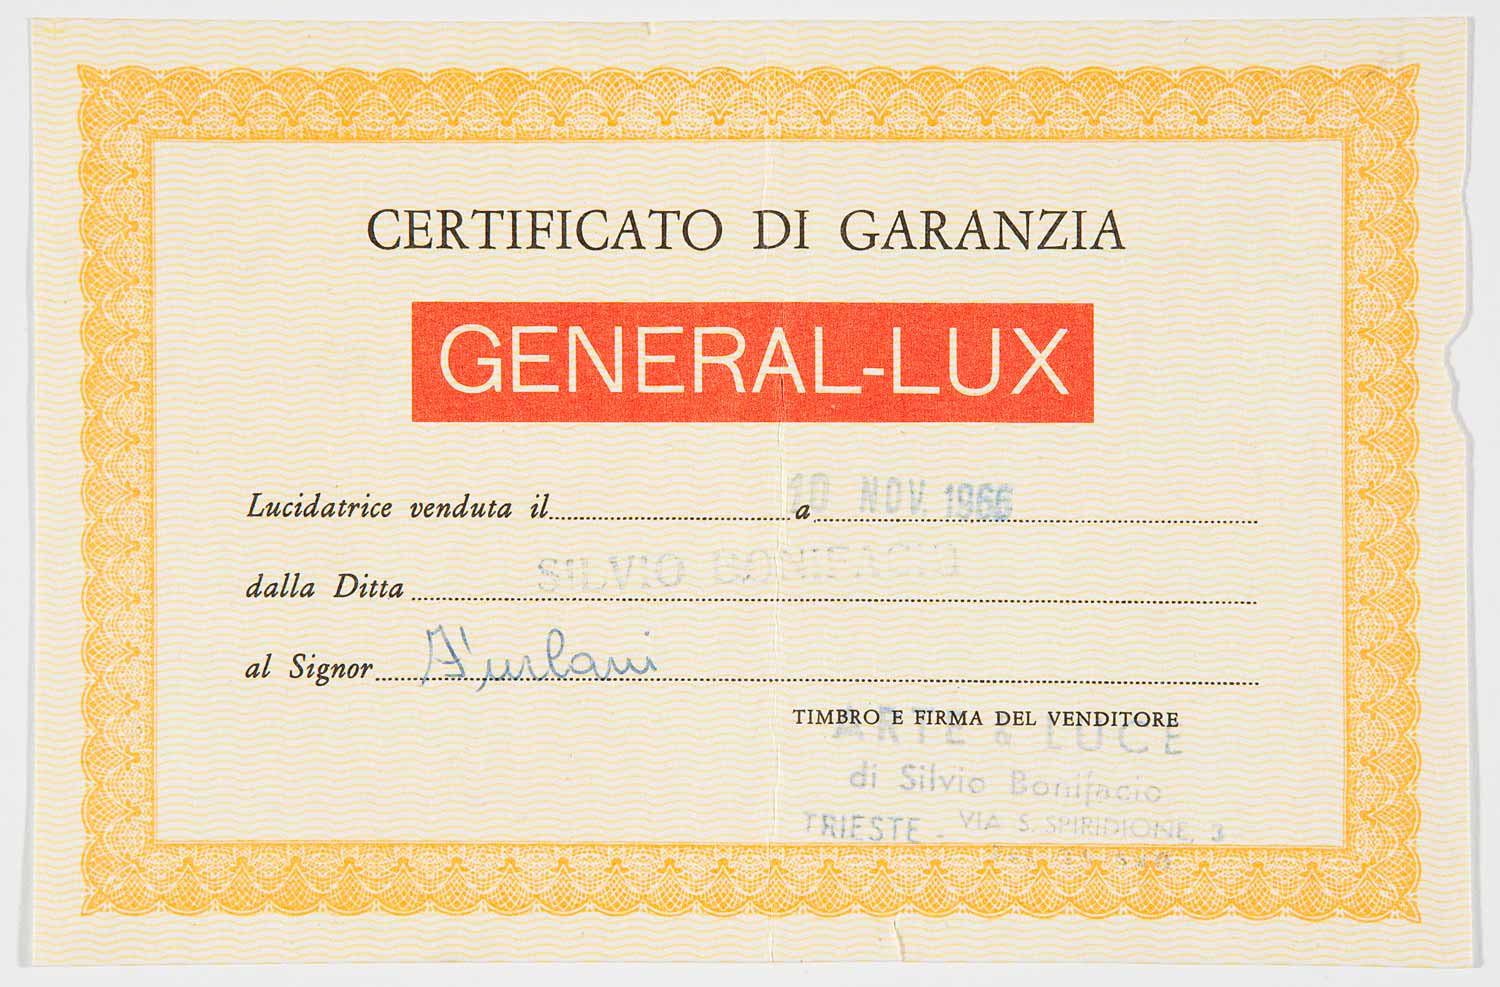 CERTIFICATO DI GARANZIA
GENERAL-LUX
Lucidatrice venduta il a 10 NOV. 1966
dalla Ditta SILVIO BONIFACIO
al Signor Furlani
TIMBRO E FIRMA DEL VENDITORE
ARTE & LUCE
di Silvio Bonifacio
TRIESTE - VIA S. SPIRIDIONE, 3